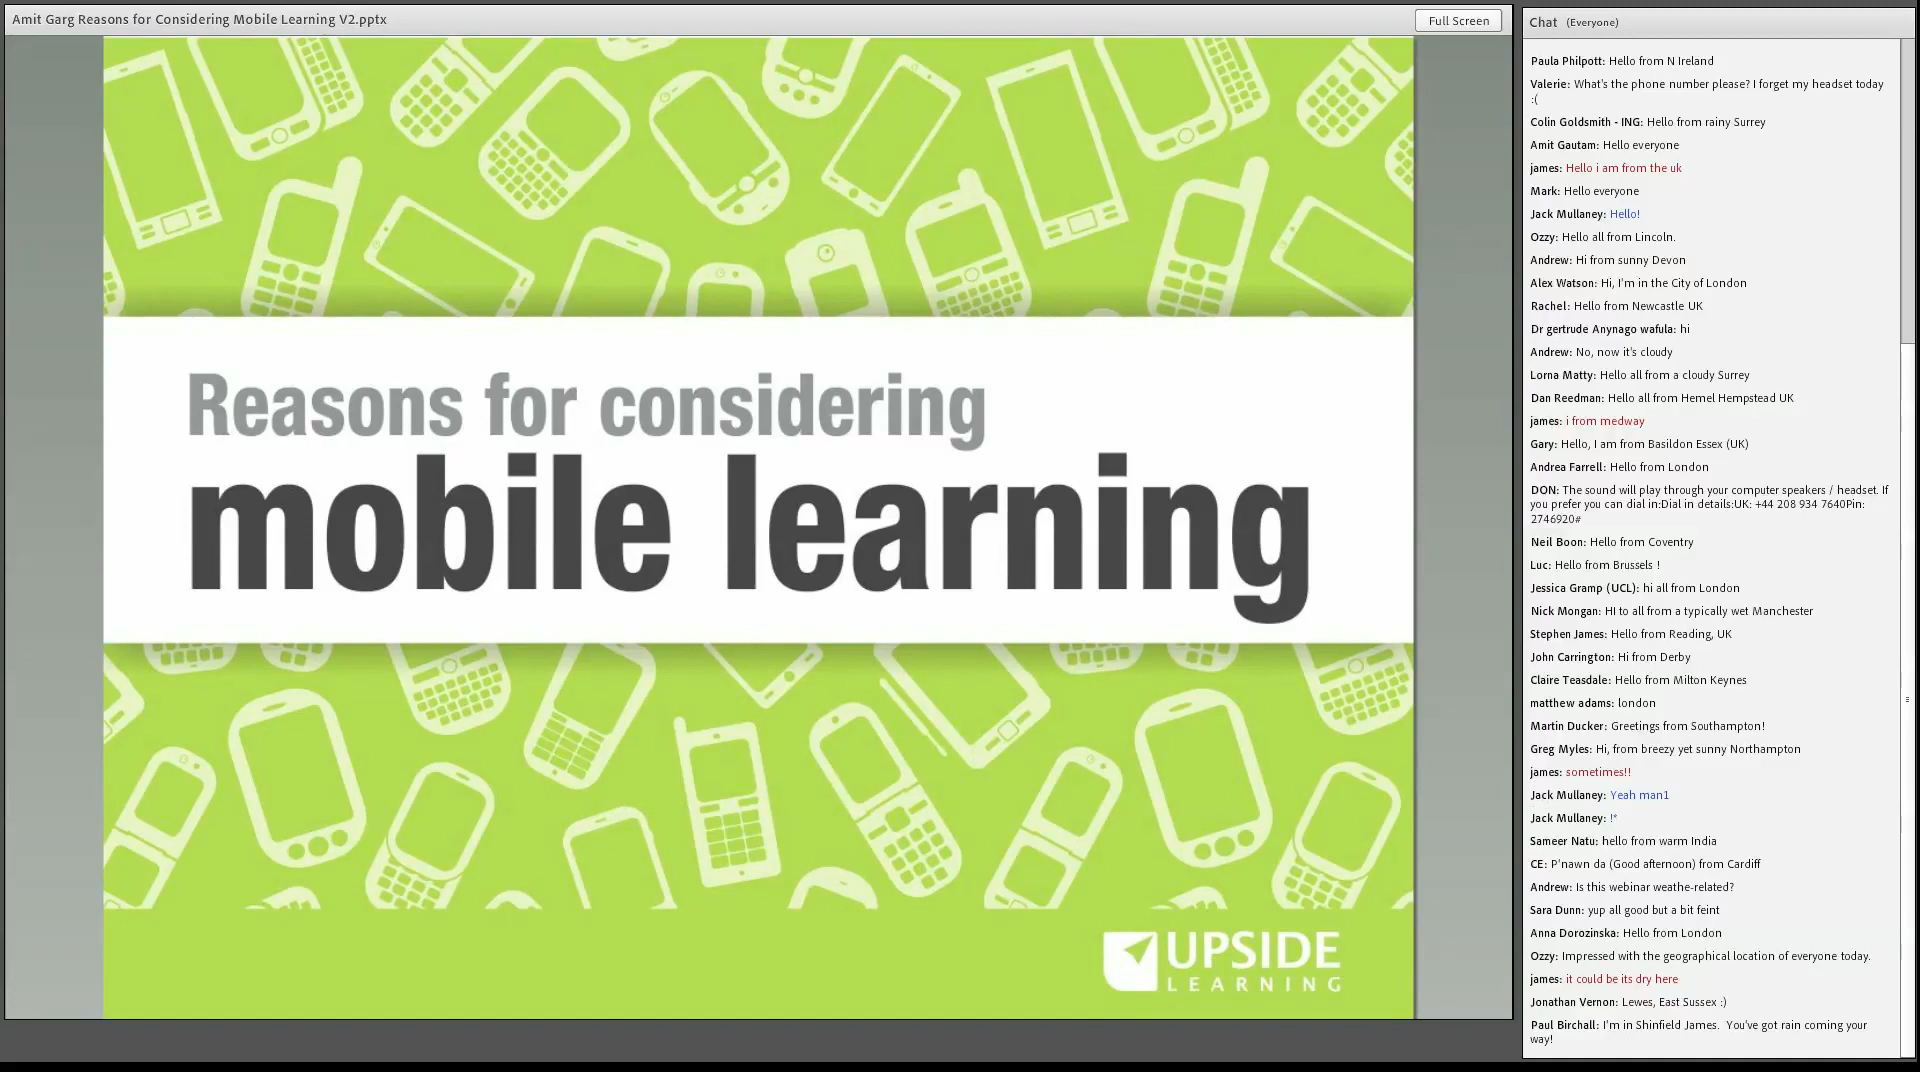 Amit Garg Reasons for Considering Mobile Learning V2.pptx
Full Screen
Reasons for considering
mobile learning
UPSIDE
LEARNING
Chat (Everyone)
Paula Philpott: Hello from N Ireland
Valerie: What's the phone number please? I forget my headset today
:(
Colin Goldsmith - ING: Hello from rainy Surrey
Amit Gautam: Hello everyone
james: Hello i am from the uk
Mark: Hello everyone
Jack Mullaney: Hello!
Ozzy: Hello all from Lincoln.
Andrew: Hi from sunny Devon
Alex Watson: Hi, I'm in the City of London
Rachel: Hello from Newcastle UK
Dr gertrude Anynago wafula: hi
Andrew: No, now it's cloudy
Lorna Matty: Hello all from a cloudy Surrey
Dan Reedman: Hello all from Hemel Hempstead UK
james: i from medway
Gary: Hello, I am from Basildon Essex (UK)
Andrea Farrell: Hello from London
DON: The sound will play through your computer speakers / headset. If
you prefer you can dial in:Dial in details:UK: +44 208 934 7640Pin:
2746920#
Neil Boon: Hello from Coventry
Luc: Hello from Brussels !
Jessica Gramp (UCL): hi all from London
Nick Mongan: HI to all from a typically wet Manchester
Stephen James: Hello from Reading, UK
John Carrington: Hi from Derby
Claire Teasdale: Hello from Milton Keynes
matthew adams: london
Martin Ducker: Greetings from Southampton!
Greg Myles: Hi, from breezy yet sunny Northampton
james: sometimes!!
Jack Mullaney: Yeah man1
Jack Mullaney: !*
Sameer Natu: hello from warm India
CE: P'nawn da (Good afternoon) from Cardiff
Andrew: Is this webinar weathe-related?
Sara Dunn: yup all good but a bit feint
Anna Dorozinska: Hello from London
Ozzy: Impressed with the geographical location of everyone today.
james: it could be its dry here
Jonathan Vernon: Lewes, East Sussex :)
Paul Birchall: I'm in Shinfield James.  You've got rain coming your
way!